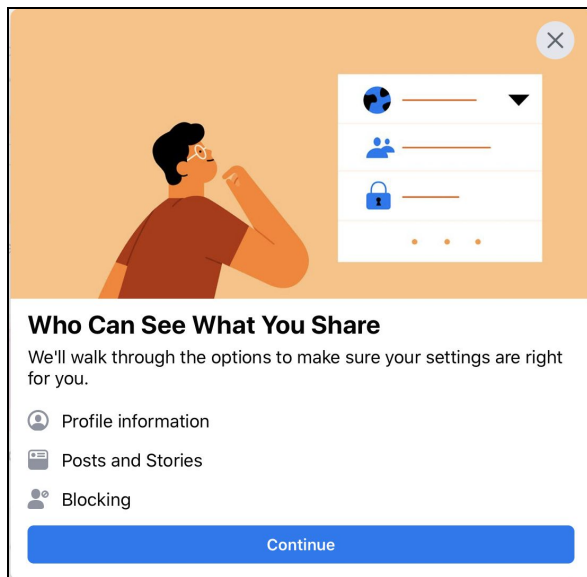 Who Can See What You Share
We'll walk through the options to make sure your settings are right
for you.
Profile information
Posts and Stories
Blocking
Continue